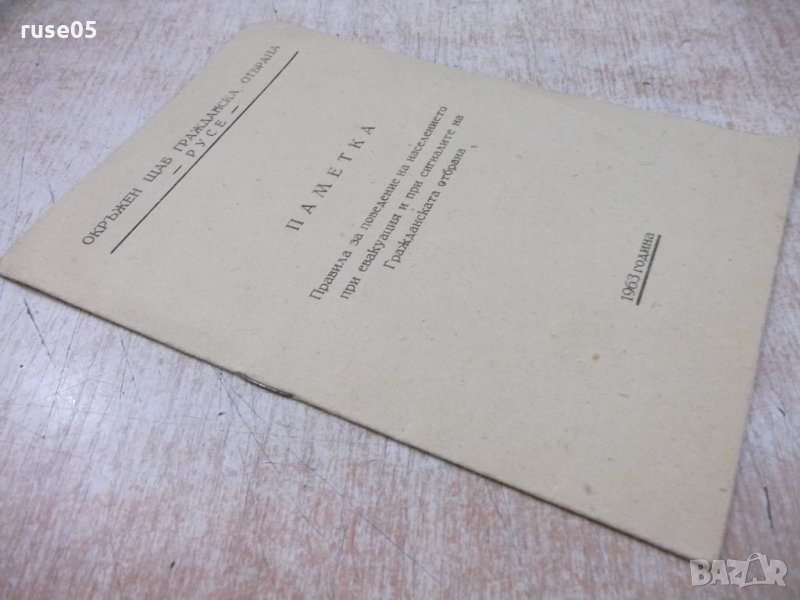 ruse05
ОКРЪЖЕН ЩАБ ГРАЖДАНСКА ОТБРАНА
— РУСЕ —
ПАМЕТКА
Правила за поведение на населението
при евакуация и при сигналите на
Гражданската отбрана
1963 година
BAZAR